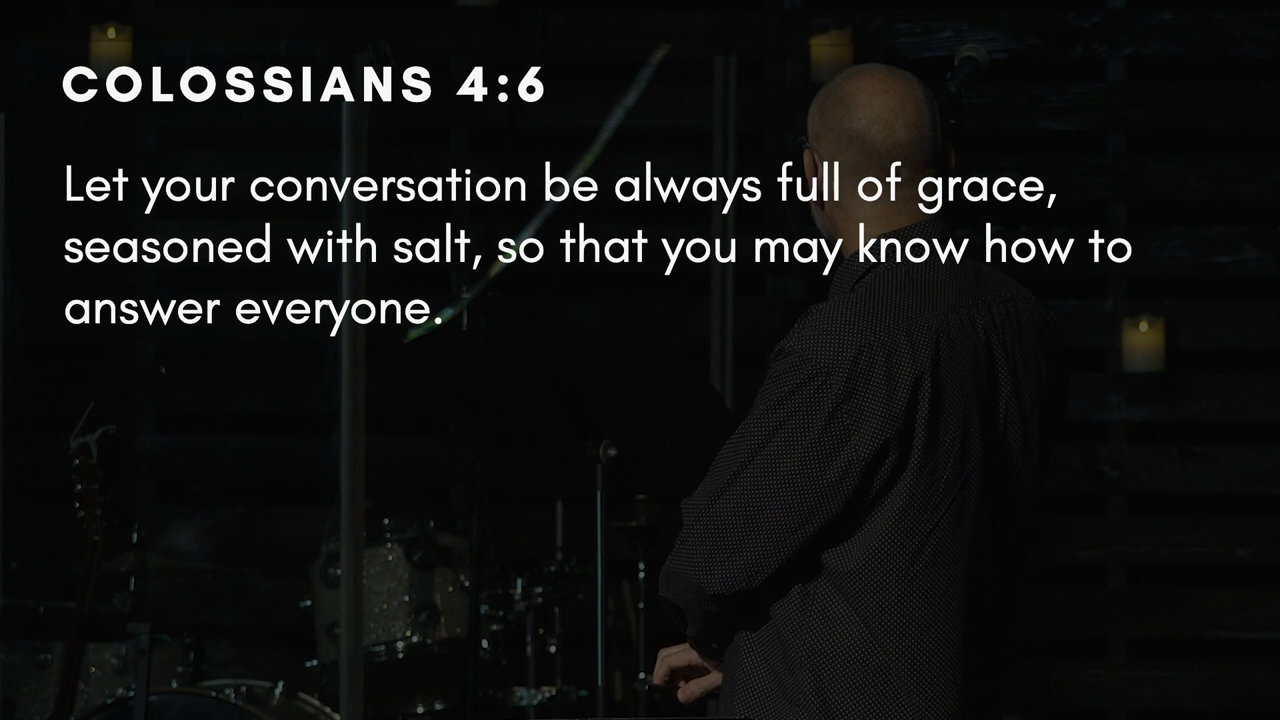 COLOSSIANS 4:6
Let your conversation be always full of grace,
seasoned with salt, so that you may know how to
answer everyone.